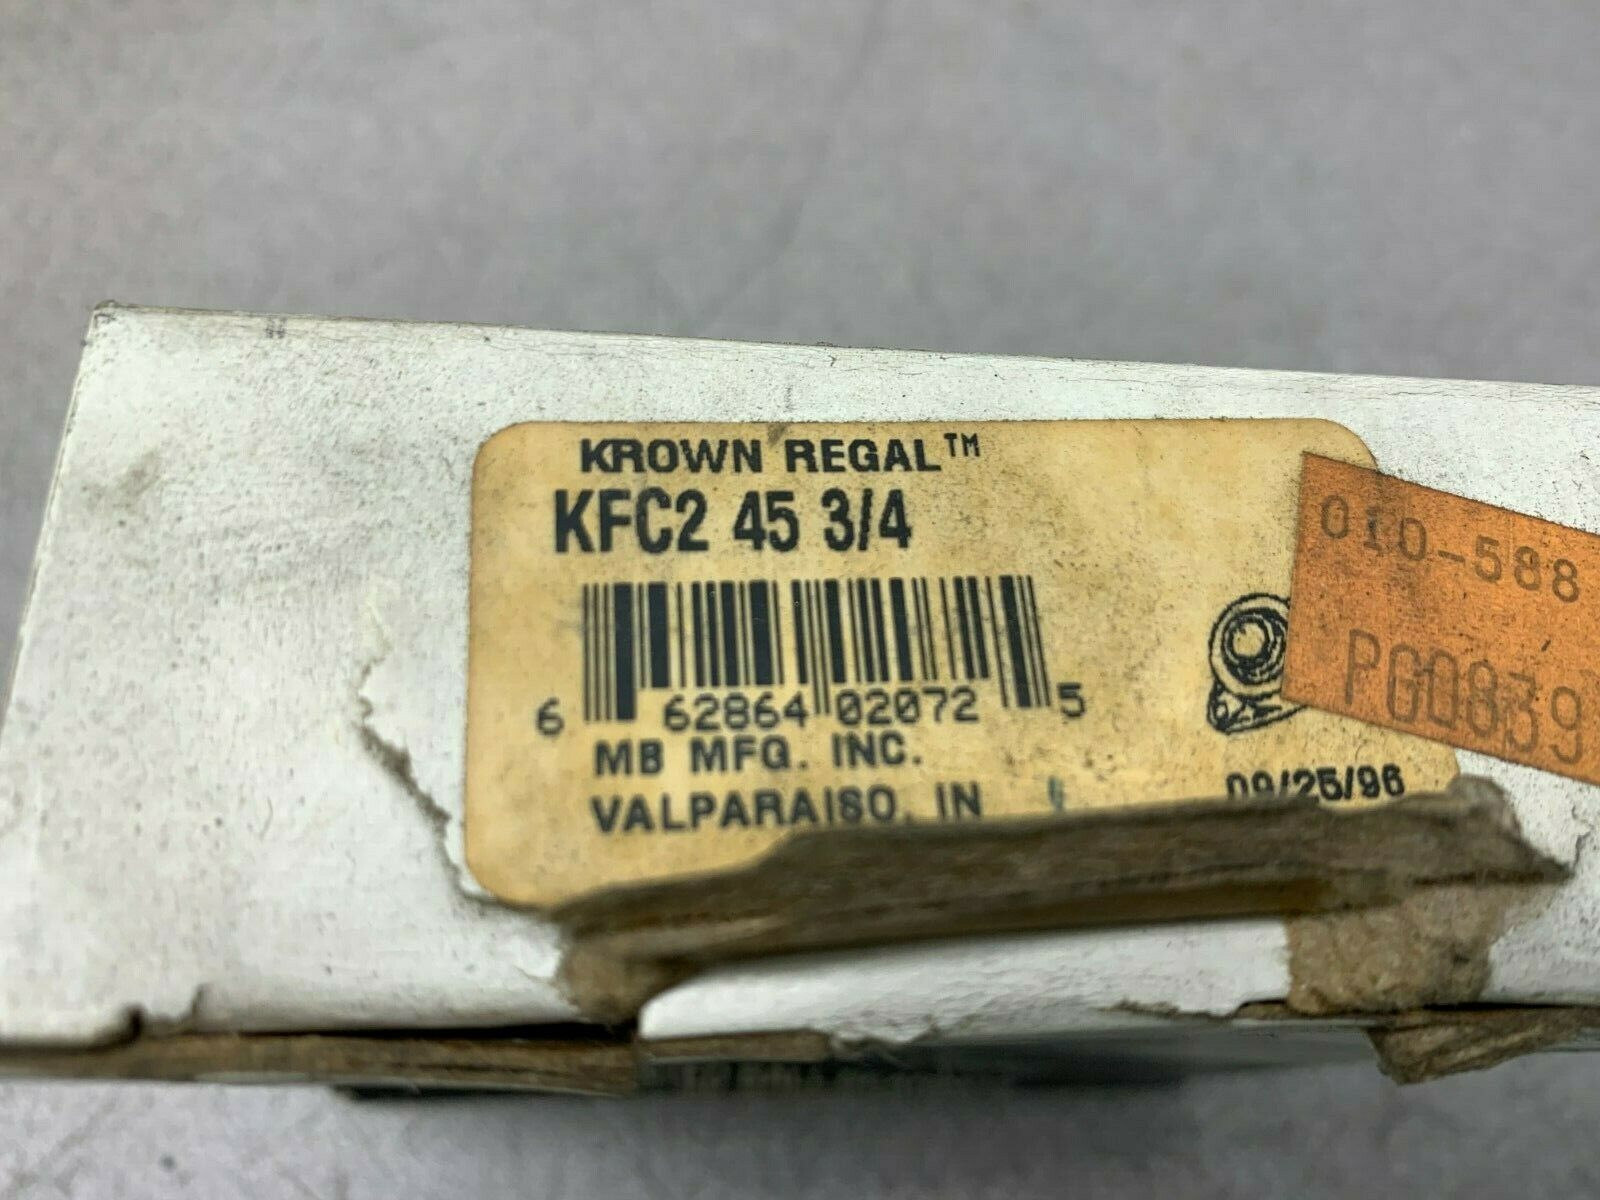 KROWN REGAL™
KFC2 45 3/4
6 62864 02072 5
MB MFG. INC.
VALPARAISO, IN
09/25/96
010-588
PG0839